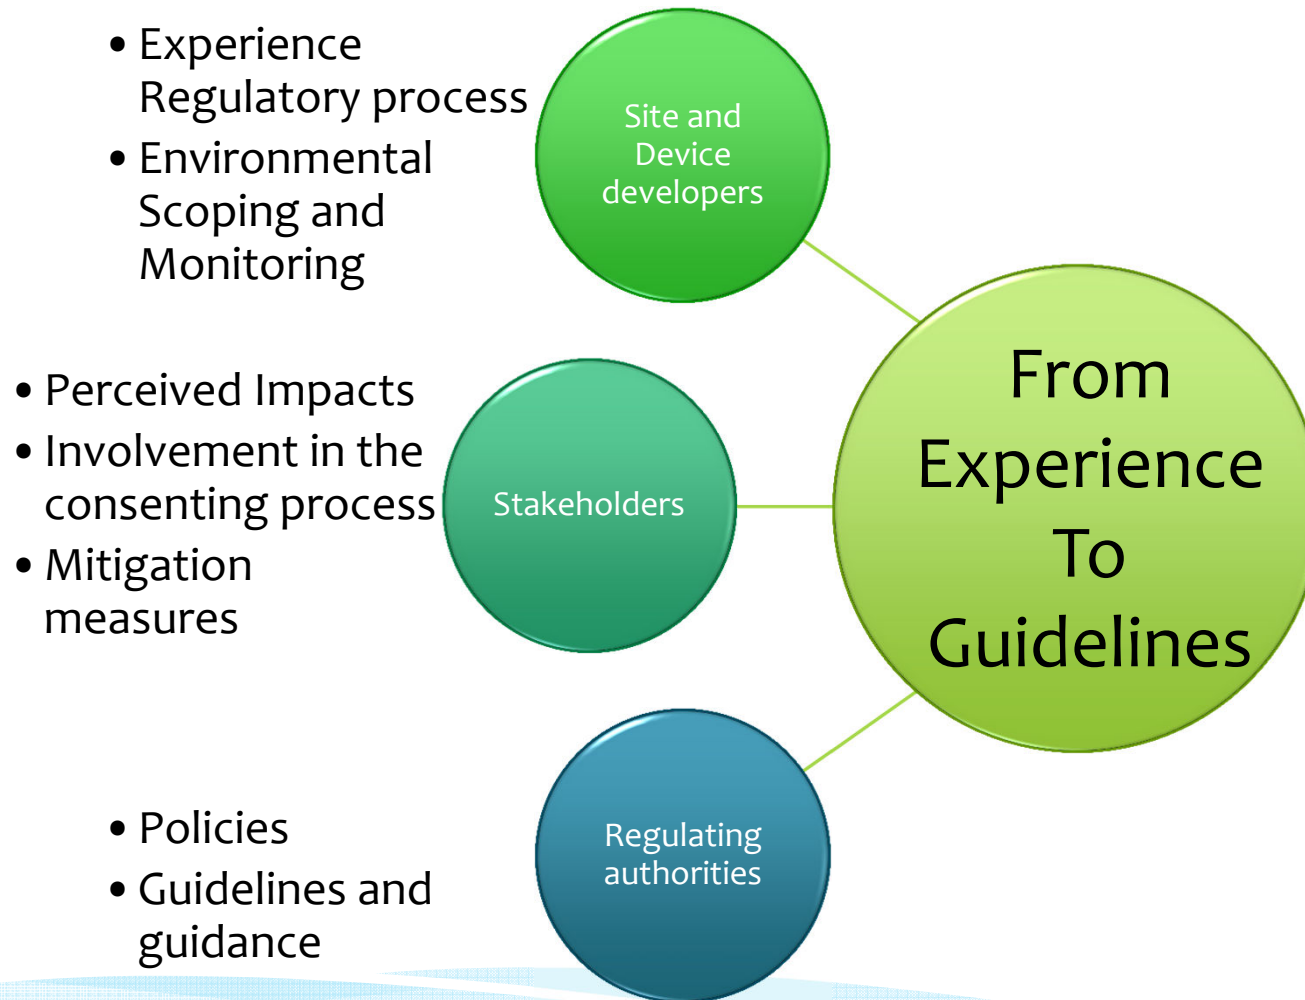 • Experience
Regulatory process
• Environmental
Scoping and
Monitoring
Site and
Device
developers
• Perceived Impacts
• Involvement in the
consenting process
• Mitigation
measures
Stakeholders
From
Experience
To
Guidelines
• Policies
• Guidelines and
guidance
Regulating
authorities